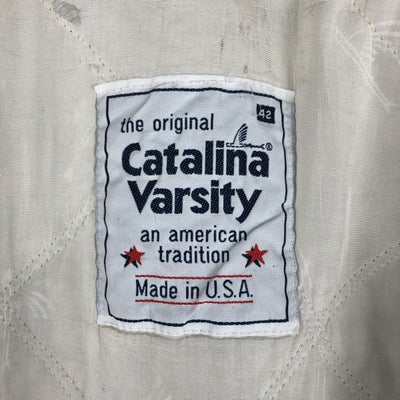 42
the original
Catalina®
Varsity
an american
tradition
Made in U.S.A.